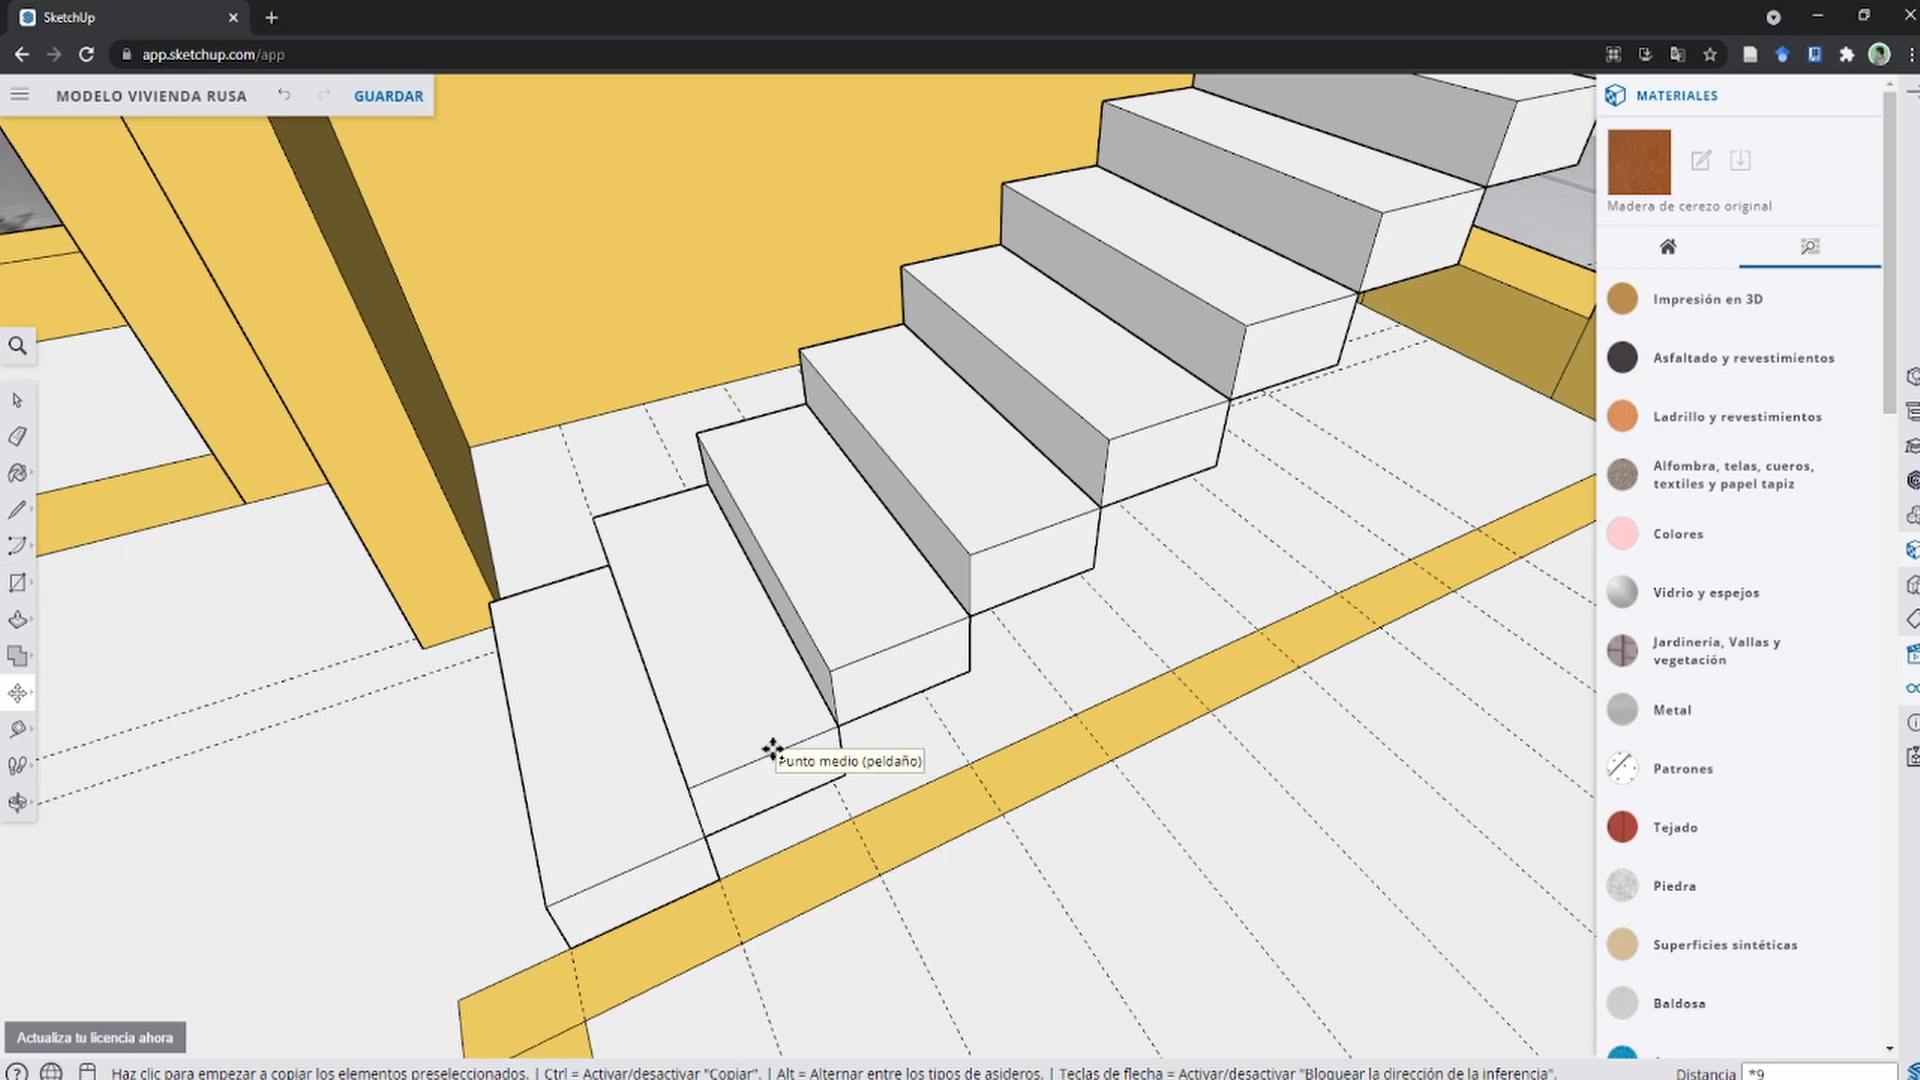 SketchUp
app.sketchup.com/app
MODELO VIVIENDA RUSA
GUARDAR
MATERIALES
Madera de cerezo original
Impresión en 3D
Asfaltado y revestimientos
Ladrillo y revestimientos
Alfombra, telas, cueros,
textiles y papel tapiz
Colores
Vidrio y espejos
Jardinería, Vallas y
vegetación
Metal
Patrones
Tejado
Piedra
Superficies sintéticas
Baldosa
Punto medio (peldaño)
Actualiza tu licencia ahora
Haz clic para empezar a copiar los elementos preseleccionados. | Ctrl = Activar/desactivar "Copiar". | Alt = Alternar entre los tipos de asideros. | Teclas de flecha = Activar/desactivar "Bloquear la dirección de la inferencia".
Distancia *9